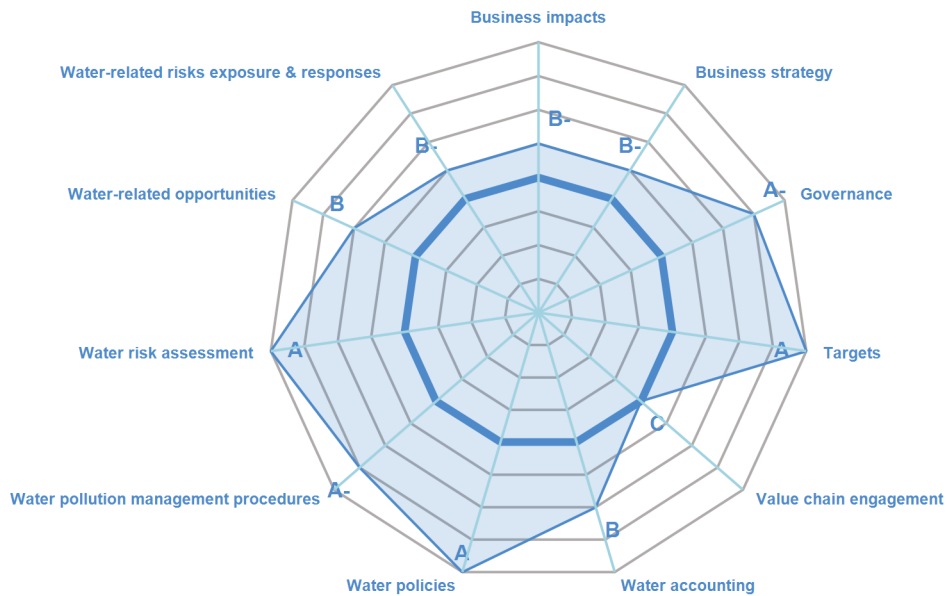 Business impacts
Water-related risks exposure & responses
Business strategy
B-
B-
B-
Water-related opportunities
B
A-
Governance
Water risk assessment
A
A
Targets
C
Water pollution management procedures
A-
Value chain engagement
B
A
Water policies
Water accounting